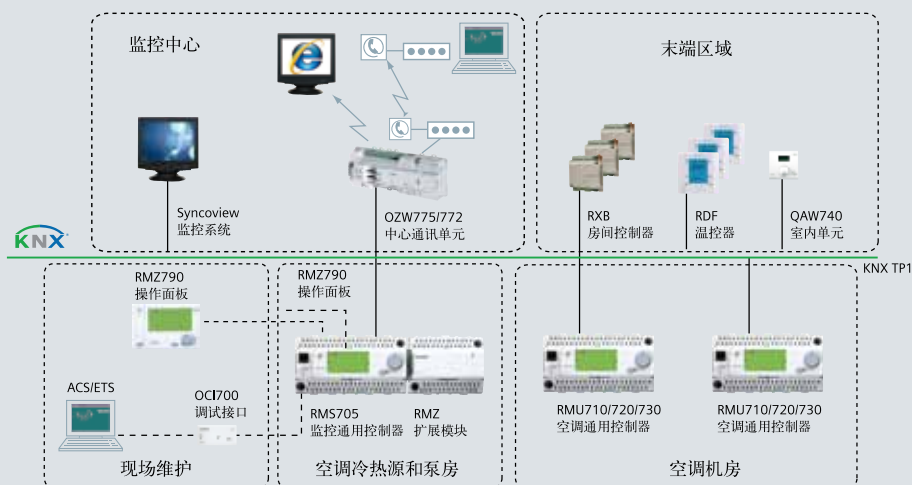 监控中心
末端区域
Syncoview
监控系统
OZW775/772
中心通讯单元
RXB
房间控制器
RDF
温控器
QAW740
室内单元
KNX
KNX TP1
RMZ790
操作面板
RMZ790
操作面板
ACS/ETS
OCI700
调试接口
RMS705
监控通用控制器
RMZ
扩展模块
RMU710/720/730
空调通用控制器
RMU710/720/730
空调通用控制器
现场维护
空调冷热源和泵房
空调机房